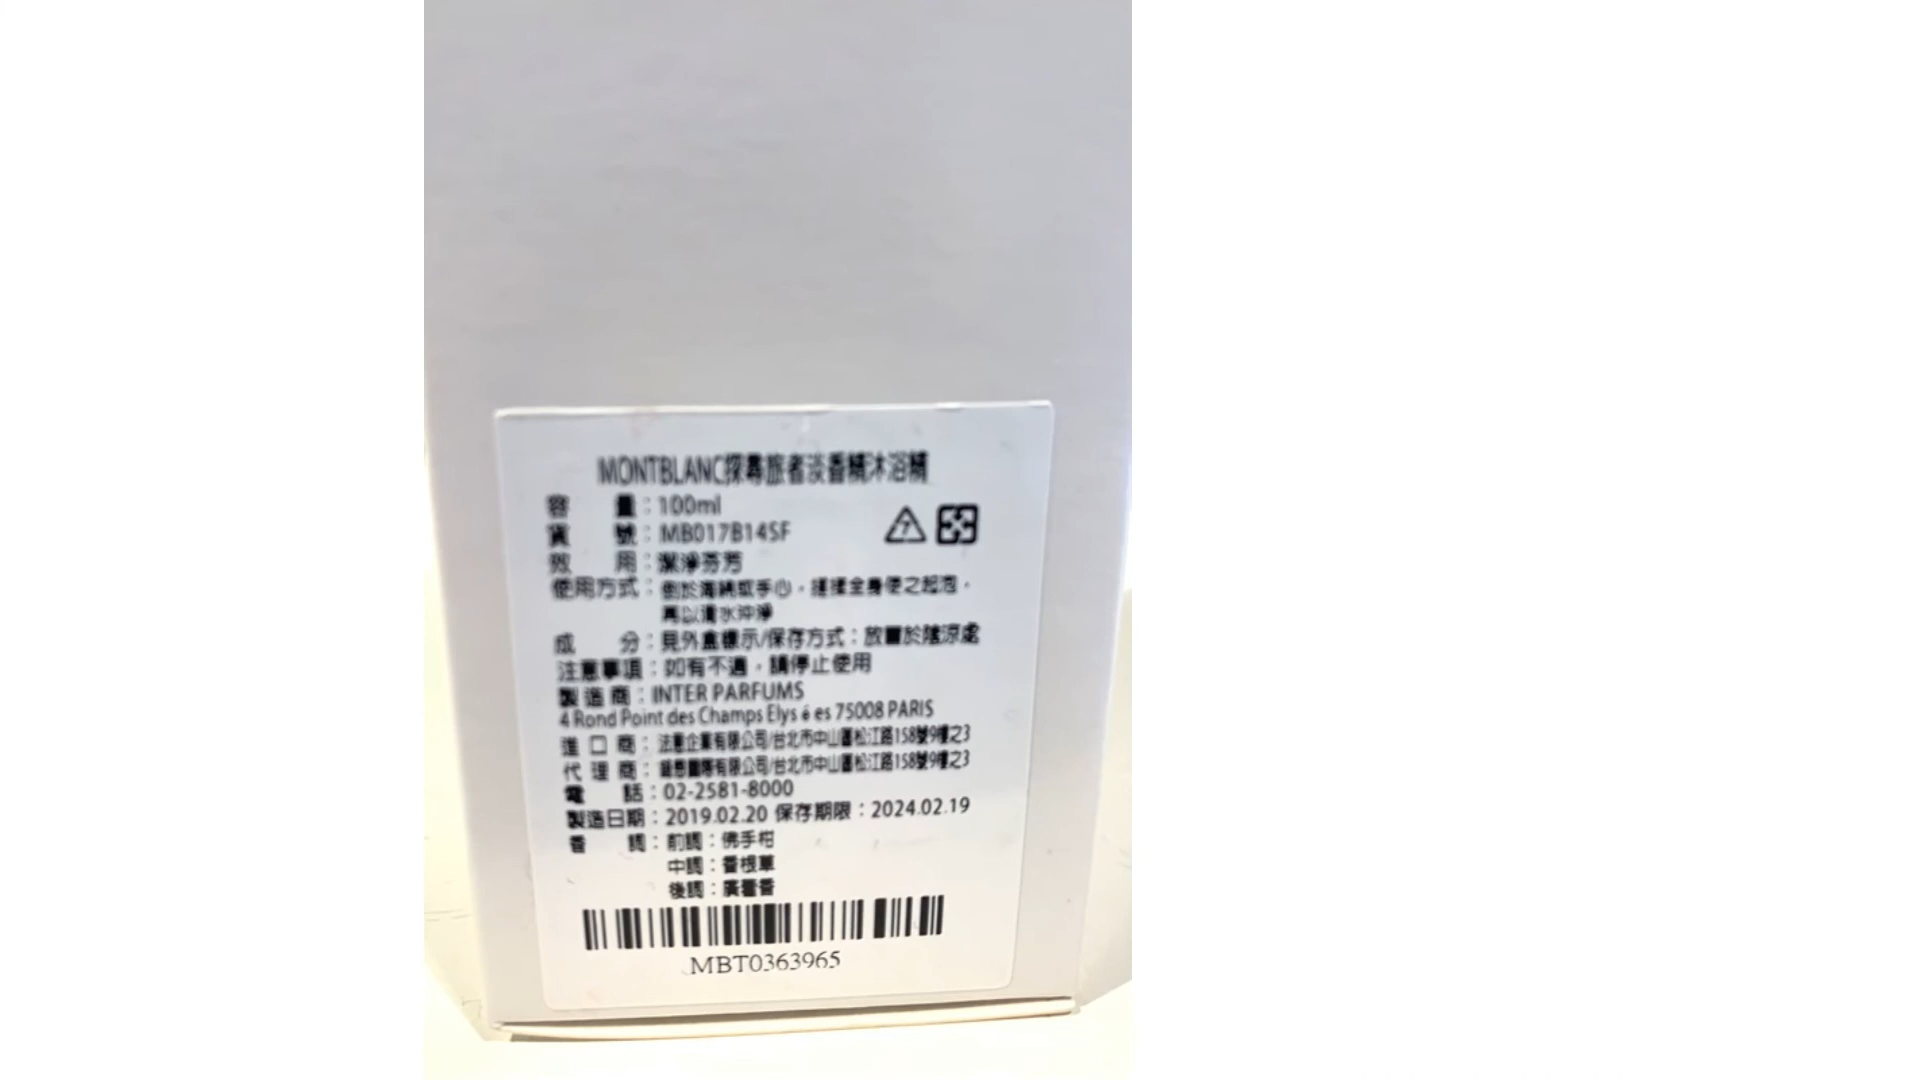 MONTBLANC探尋旅者淡香精沐浴精
容 量：100ml
貨 號：MB017B14SF
效 用：潔淨芬芳
使用方式：倒於海綿或手心，搓揉全身使之起泡，
再以清水沖淨
成 分：見外盒標示/保存方式：放置於陰涼處
注意事項：如有不適，請停止使用
製造商：INTER PARFUMS
4 Rond Point des Champs Elys é es 75008 PARIS
進口商：法意企業有限公司/台北市中山區松江路158號9樓之3
代理商：國際有限公司/台北市中山區松江路158號9樓之3
電 話：02-2581-8000
製造日期：2019.02.20 保存期限：2024.02.19
香 調：前調：佛手柑
中調：香根草
後調：廣藿香
MBT0363965